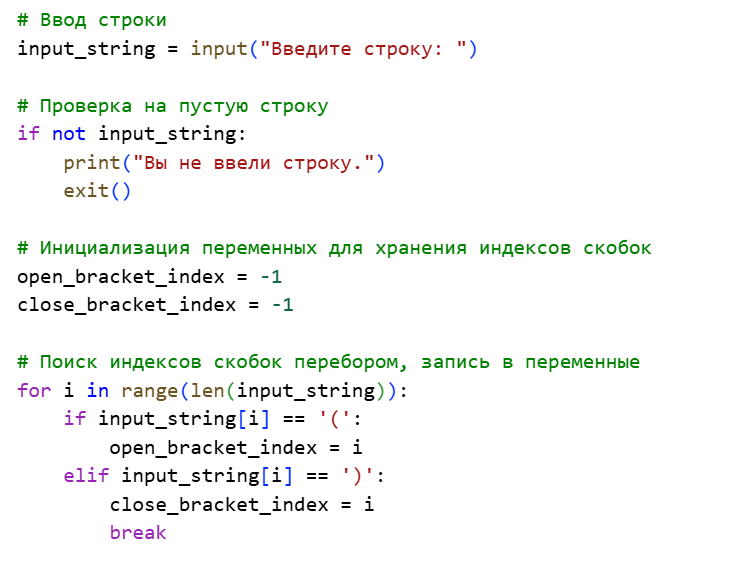 # Ввод строки
input_string = input("Введите строку: ")
# Проверка на пустую строку
if not input_string:
    print("Вы не ввели строку.")
    exit()
# Инициализация переменных для хранения индексов скобок
open_bracket_index = -1
close_bracket_index = -1
# Поиск индексов скобок перебором, запись в переменные
for i in range(len(input_string)):
    if input_string[i] == '(':
        open_bracket_index = i
    elif input_string[i] == ')':
        close_bracket_index = i
        break